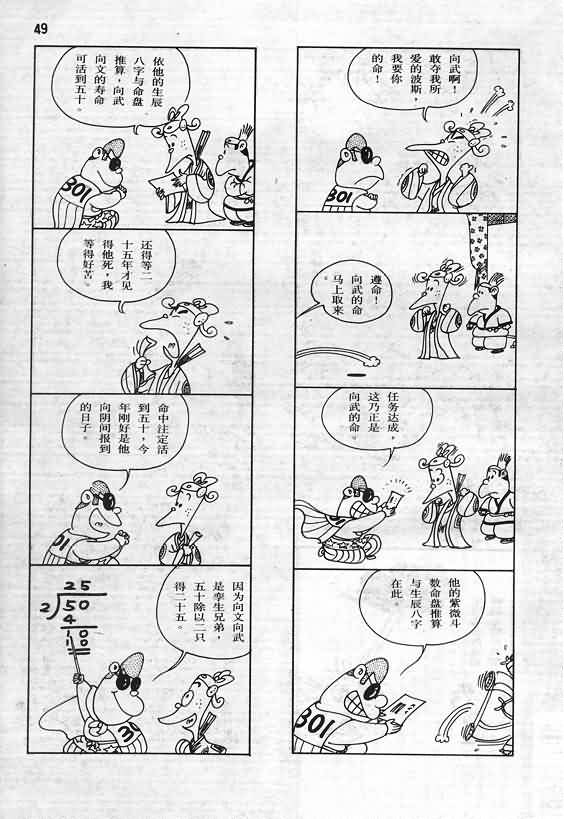 49
向武啊！
敢夺我所
爱的波斯，
我要你
的命！
301
遵命！
向武的命
马上取来
。
任务达成，
这乃正是
向武的命。
他的紫微斗
数命盘推算
与生辰八字
在此。
301
依他的生辰
八字与命盘
推算，向武
向文的寿命
可活到五十。
301
还得等二
十五年才见
得他死，我
等得好苦。
命中注定活
到五十，今
年刚好是他
向阴间报到
的日子。
01
因为向文向武
是孪生兄弟，
五十除以二只
得二十五。
25
2 50
4
10
10
30